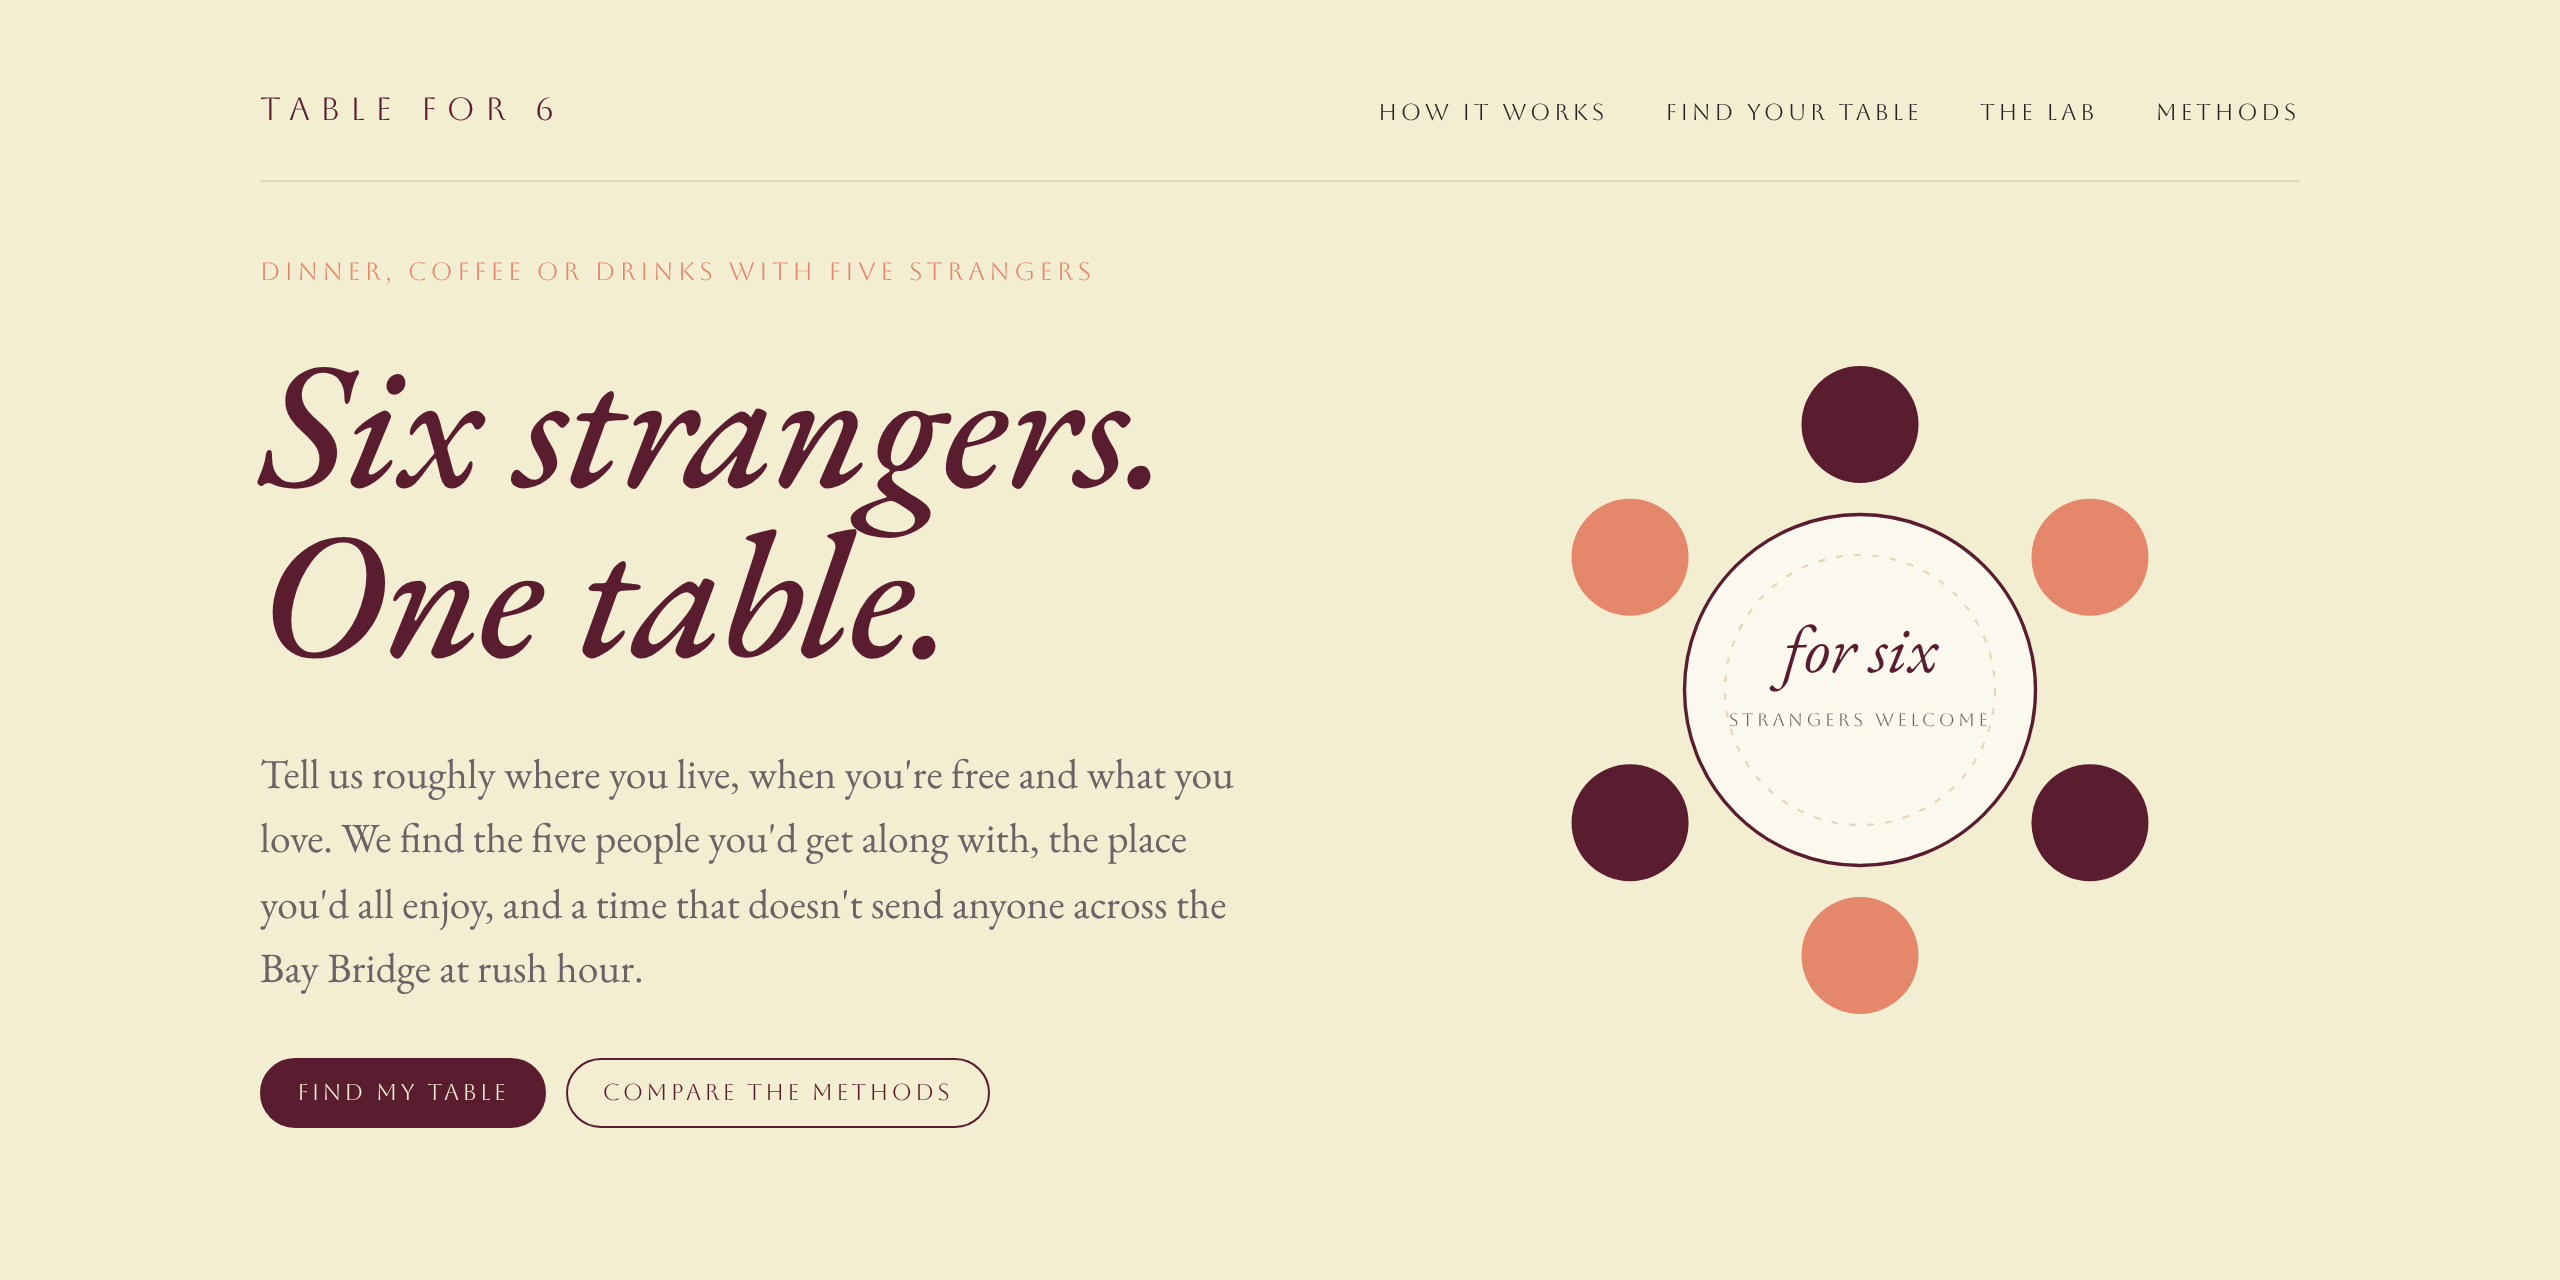 TABLE FOR 6
HOW IT WORKS
FIND YOUR TABLE
THE LAB
METHODS
DINNER, COFFEE OR DRINKS WITH FIVE STRANGERS
Six strangers.
One table.
Tell us roughly where you live, when you're free and what you
love. We find the five people you'd get along with, the place
you'd all enjoy, and a time that doesn't send anyone across the
Bay Bridge at rush hour.
FIND MY TABLE
COMPARE THE METHODS
for six
STRANGERS WELCOME